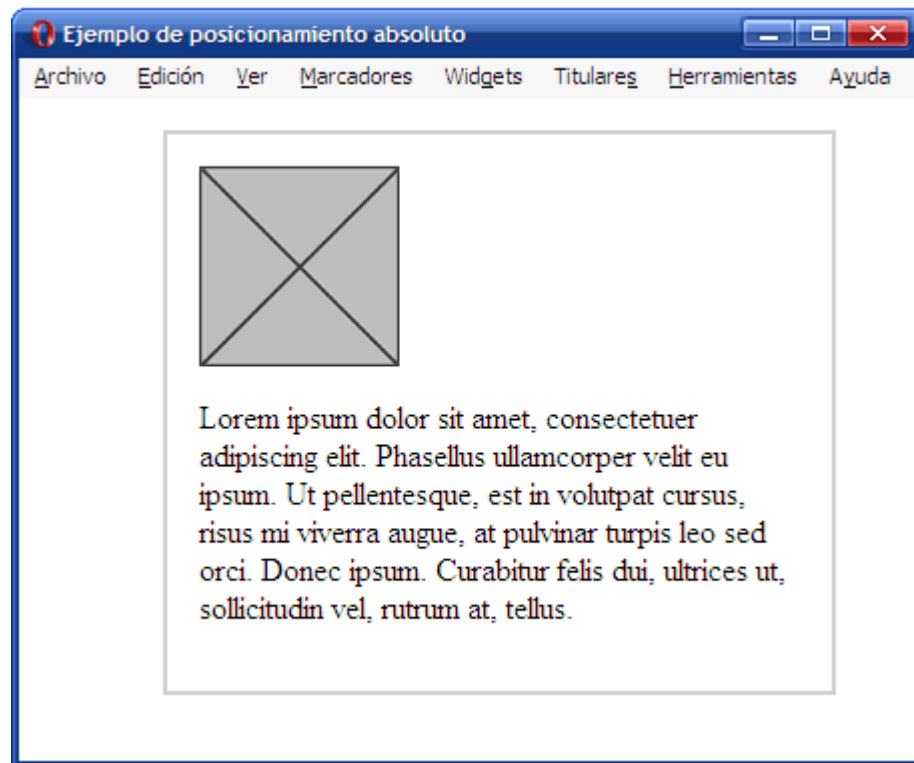 Ejemplo de posicionamiento absoluto
Archivo Edición Ver Marcadores Widgets Titulares Herramientas Ayuda
Lorem ipsum dolor sit amet, consectetuer
adipiscing elit. Phasellus ullamcorper velit eu
ipsum. Ut pellentesque, est in volutpat cursus,
risus mi viverra augue, at pulvinar turpis leo sed
orci. Donec ipsum. Curabitur felis dui, ultrices ut,
sollicitudin vel, rutrum at, tellus.